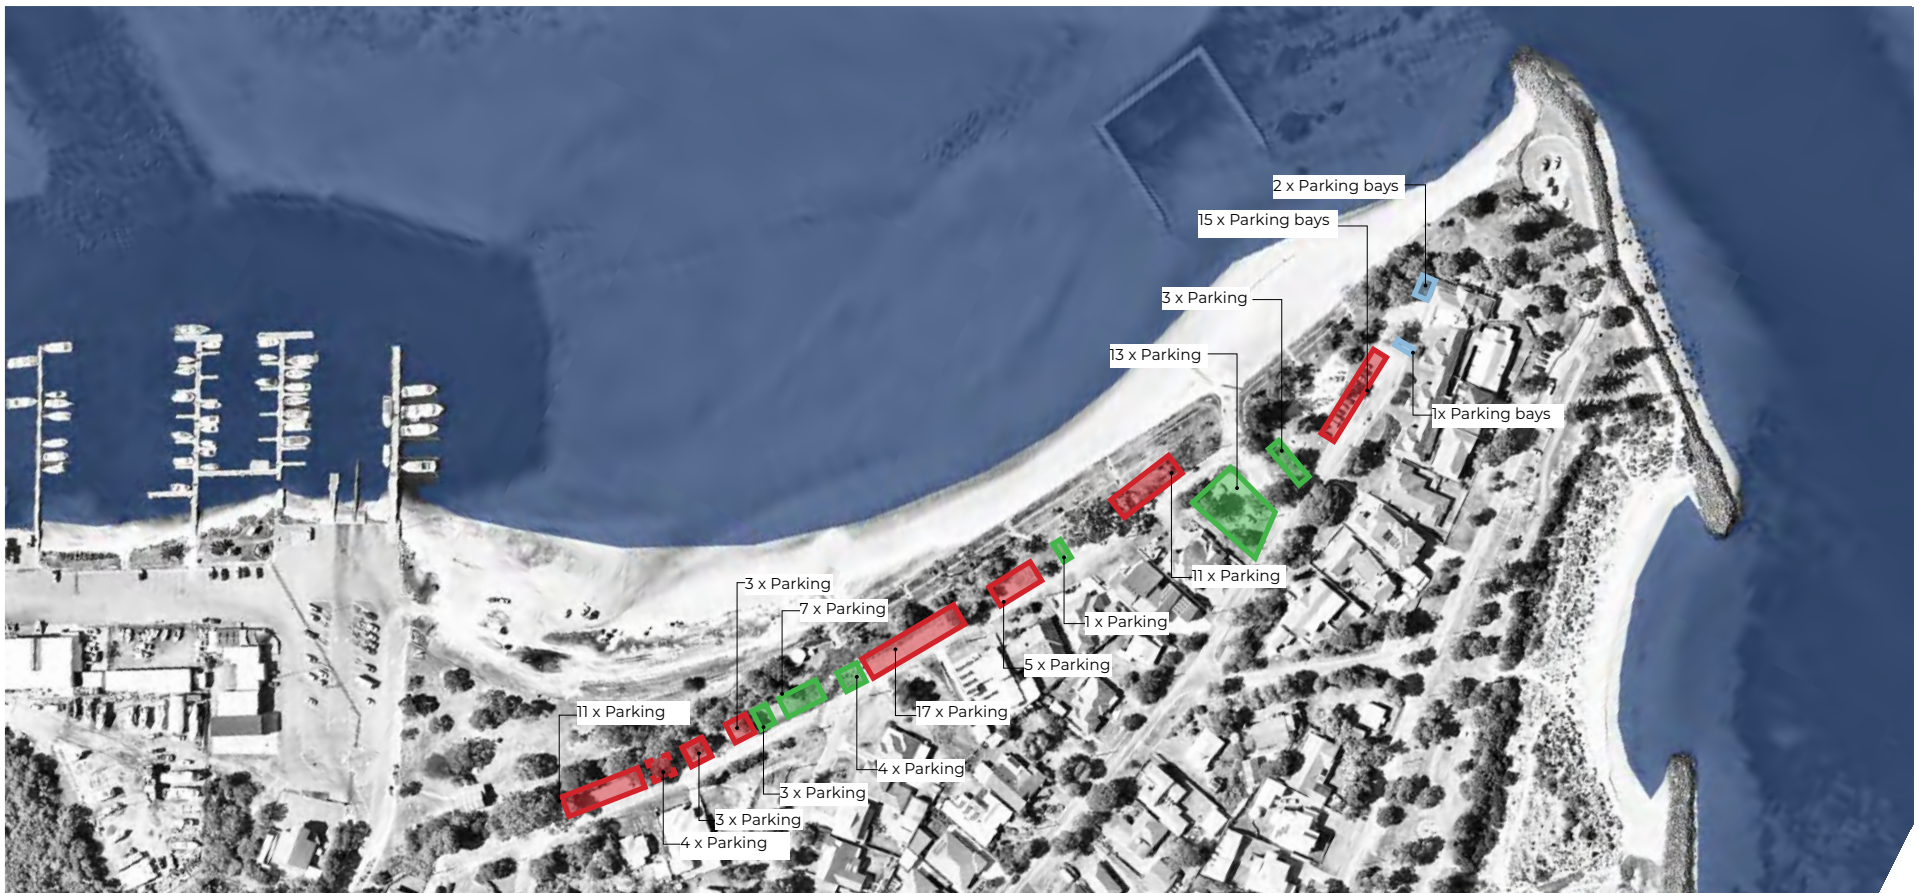 2 x Parking bays
15 x Parking bays
3 x Parking
13 x Parking
1x Parking bays
11 x Parking
3 x Parking
7 x Parking
1 x Parking
5 x Parking
11 x Parking
17 x Parking
4 x Parking
3 x Parking
3 x Parking
4 x Parking